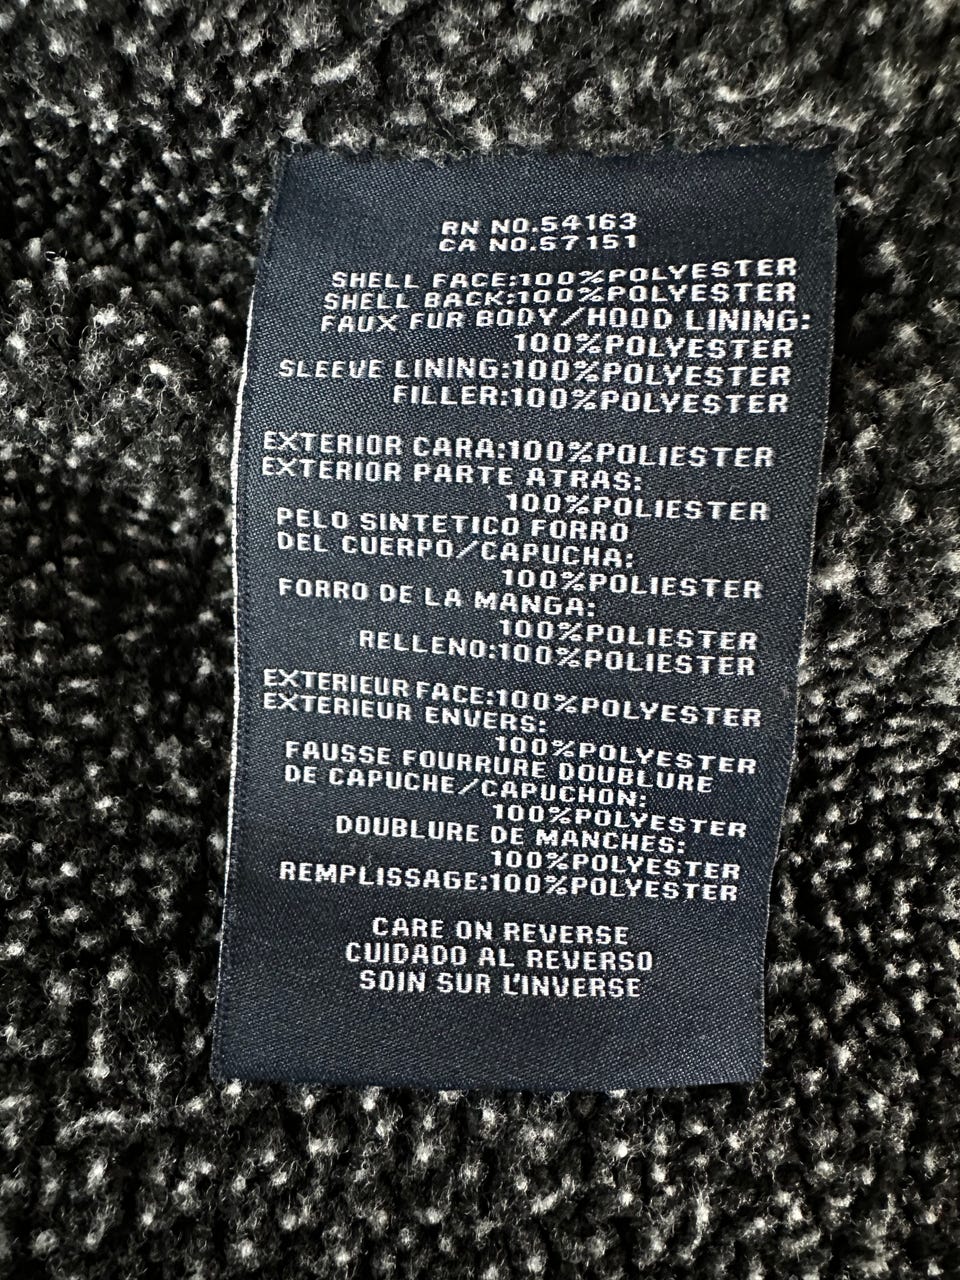 RN NO.54163
CA NO.57151
SHELL FACE:100%POLYESTER
SHELL BACK:100%POLYESTER
FAUX FUR BODY/HOOD LINING:
100%POLYESTER
SLEEVE LINING:100%POLYESTER
FILLER:100%POLYESTER
EXTERIOR CARA:100%POLIESTER
EXTERIOR PARTE ATRAS:
100%POLIESTER
PELO SINTETICO FORRO
DEL CUERPO/CAPUCHA:
100%POLIESTER
FORRO DE LA MANGA:
100%POLIESTER
RELLENO:100%POLIESTER
EXTERIEUR FACE:100%POLYESTER
EXTERIEUR ENVERS:
100%POLYESTER
FAUSSE FOURRURE DOUBLURE
DE CAPUCHE/CAPUCHON:
100%POLYESTER
DOUBLURE DE MANCHES:
100%POLYESTER
REMPLISSAGE:100%POLYESTER
CARE ON REVERSE
CUIDADO AL REVERSO
SOIN SUR L'INVERSE